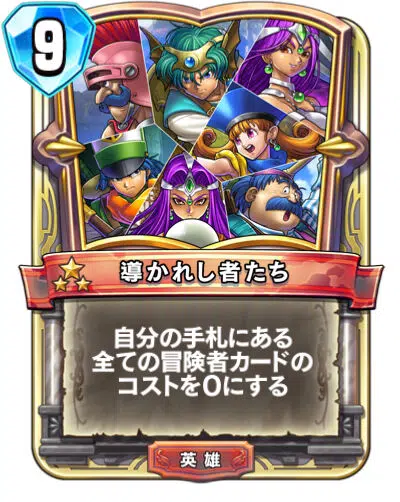 9
導かれし者たち
自分の手札にある
全ての冒険者カードの
コストを0にする
英雄